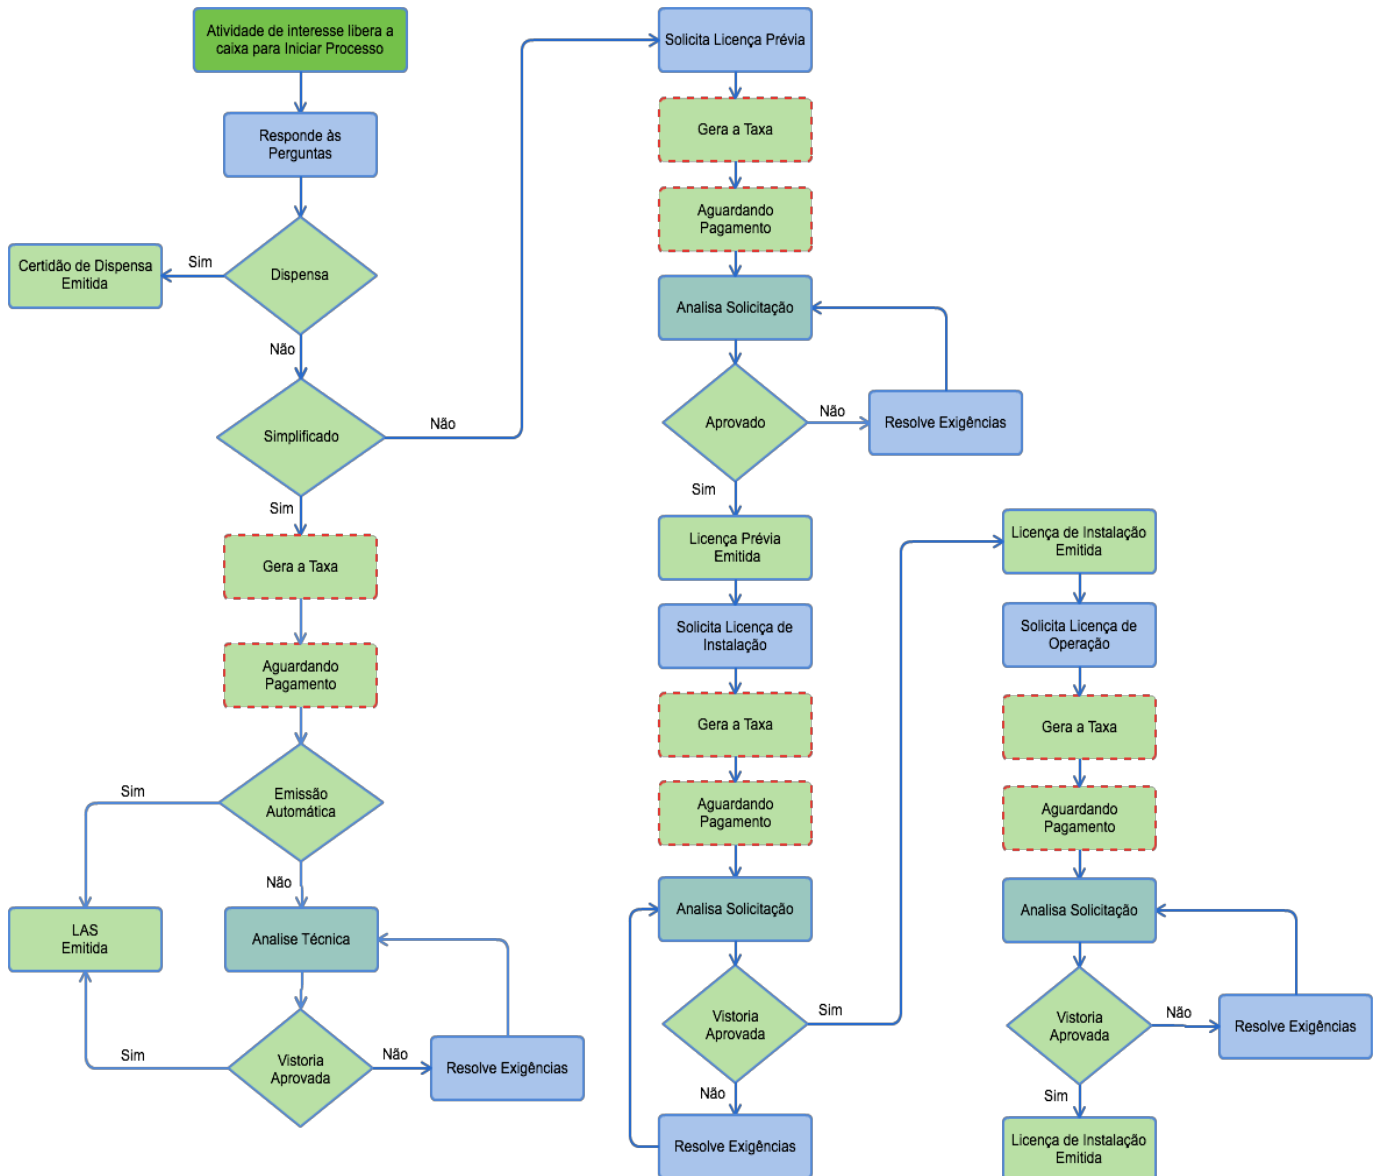 Atividade de interesse libera a
caixa para Iniciar Processo
Responde às
Perguntas
Dispensa
Sim
Certidão de Dispensa
Emitida
Não
Simplificado
Não
Sim
Gera a Taxa
Aguardando
Pagamento
Emissão
Automática
Sim
Não
LAS
Emitida
Analise Técnica
Vistoria
Aprovada
Sim
Não
Resolve Exigências
Solicita Licença Prévia
Gera a Taxa
Aguardando
Pagamento
Analisa Solicitação
Aprovado
Não
Resolve Exigências
Sim
Licença Prévia
Emitida
Solicita Licença de
Instalação
Gera a Taxa
Aguardando
Pagamento
Analisa Solicitação
Vistoria
Aprovada
Sim
Não
Resolve Exigências
Licença de Instalação
Emitida
Solicita Licença de
Operação
Gera a Taxa
Aguardando
Pagamento
Analisa Solicitação
Vistoria
Aprovada
Não
Resolve Exigências
Sim
Licença de Instalação
Emitida